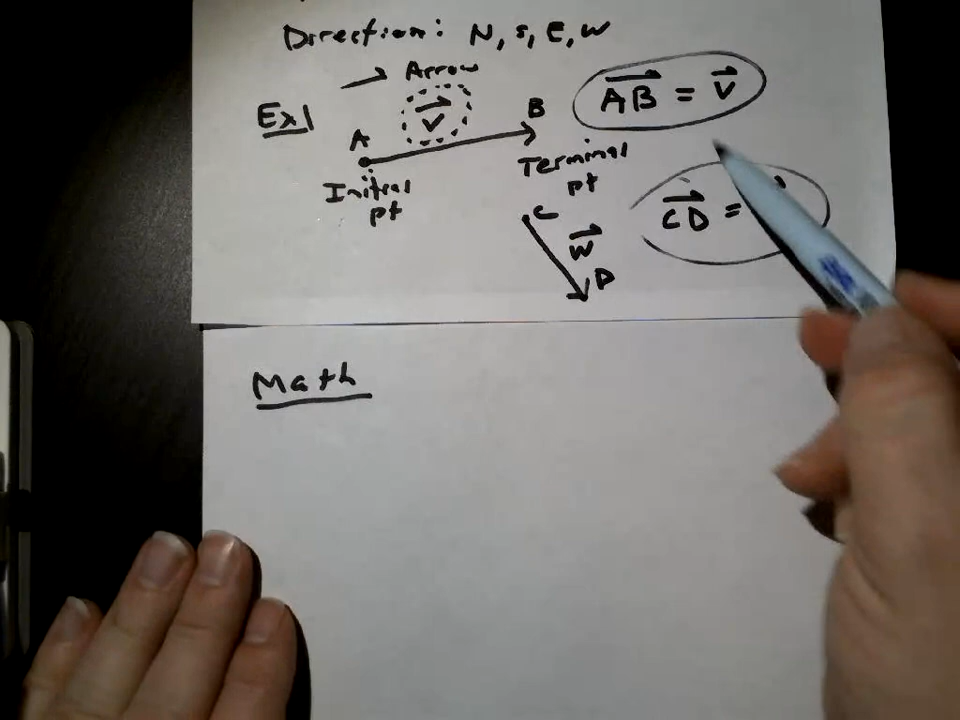 Direction: N, S, E, W
→ Arrow
Ex1
A
v⃗
B
AB⃗ = v⃗
Initial
pt
Terminal
pt
C
w⃗
D
CD⃗ =
Math